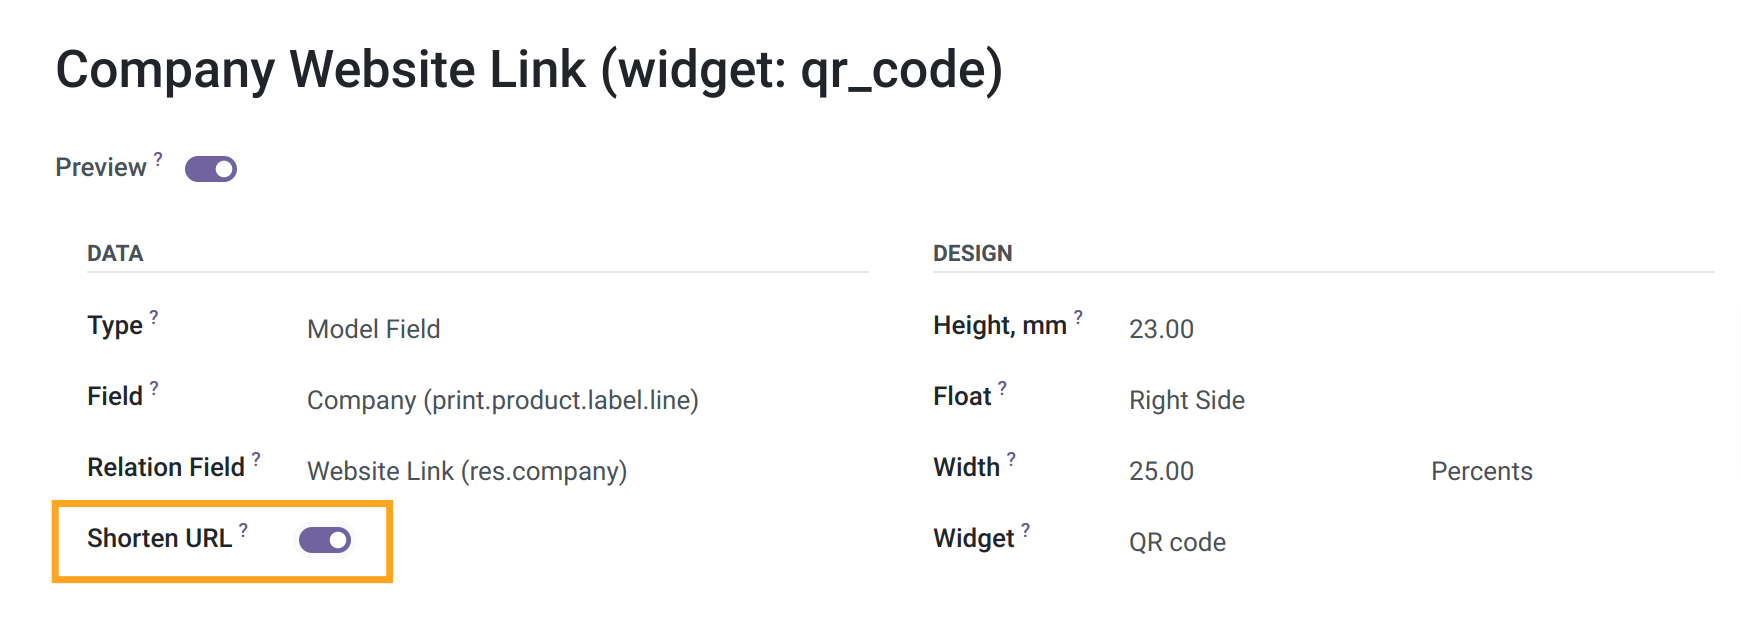 Company Website Link (widget: qr_code)
Preview ?
DATA
Type ? Model Field
Field ? Company (print.product.label.line)
Relation Field ? Website Link (res.company)
Shorten URL ?
DESIGN
Height, mm ? 23.00
Float ? Right Side
Width ? 25.00 Percents
Widget ? QR code